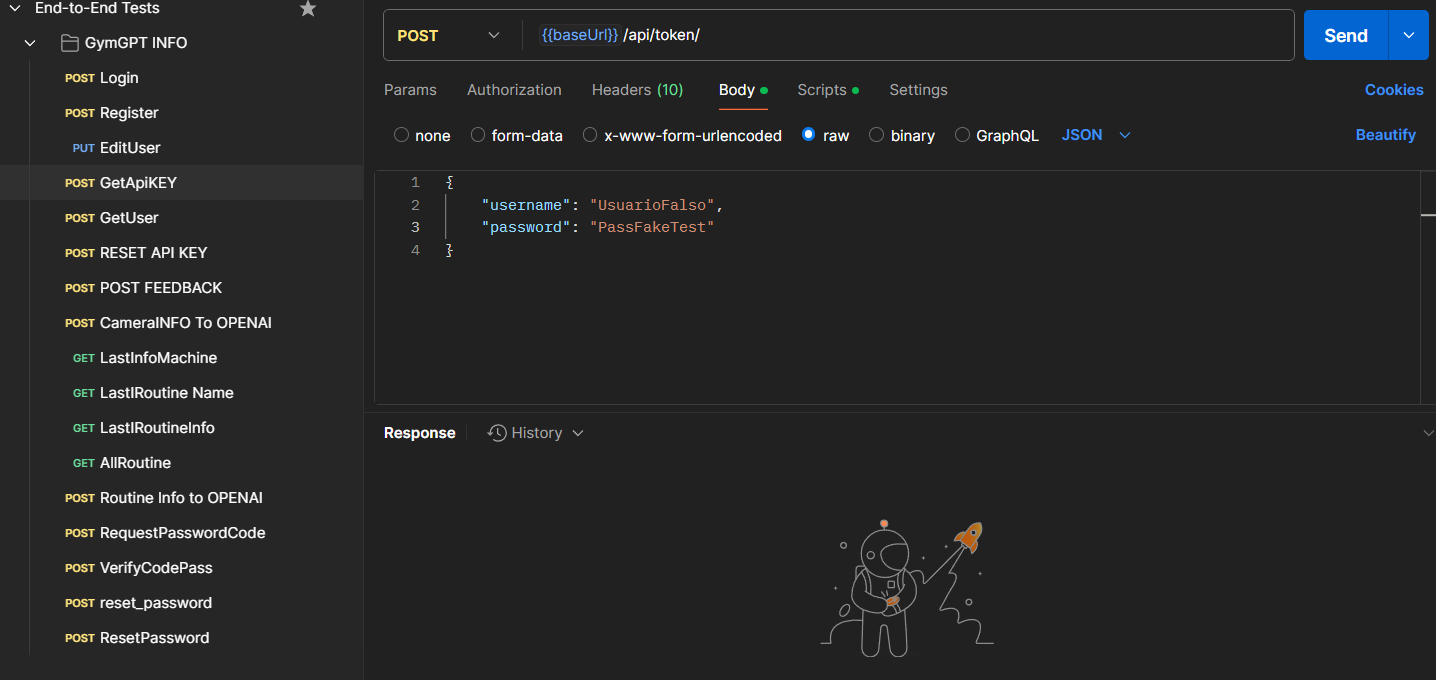 End-to-End Tests
GymGPT INFO
POST Login
POST Register
PUT EditUser
POST GetApiKEY
POST GetUser
POST RESET API KEY
POST POST FEEDBACK
POST CameraINFO To OPENAI
GET LastInfoMachine
GET LastIRoutine Name
GET LastIRoutineInfo
GET AllRoutine
POST Routine Info to OPENAI
POST RequestPasswordCode
POST VerifyCodePass
POST reset_password
POST ResetPassword
POST {{baseUrl}} /api/token/ Send
Params Authorization Headers (10) Body Scripts Settings Cookies
none form-data x-www-form-urlencoded raw binary GraphQL JSON Beautify
1 {
2 "username": "UsuarioFalso",
3 "password": "PassFakeTest"
4 }
Response History